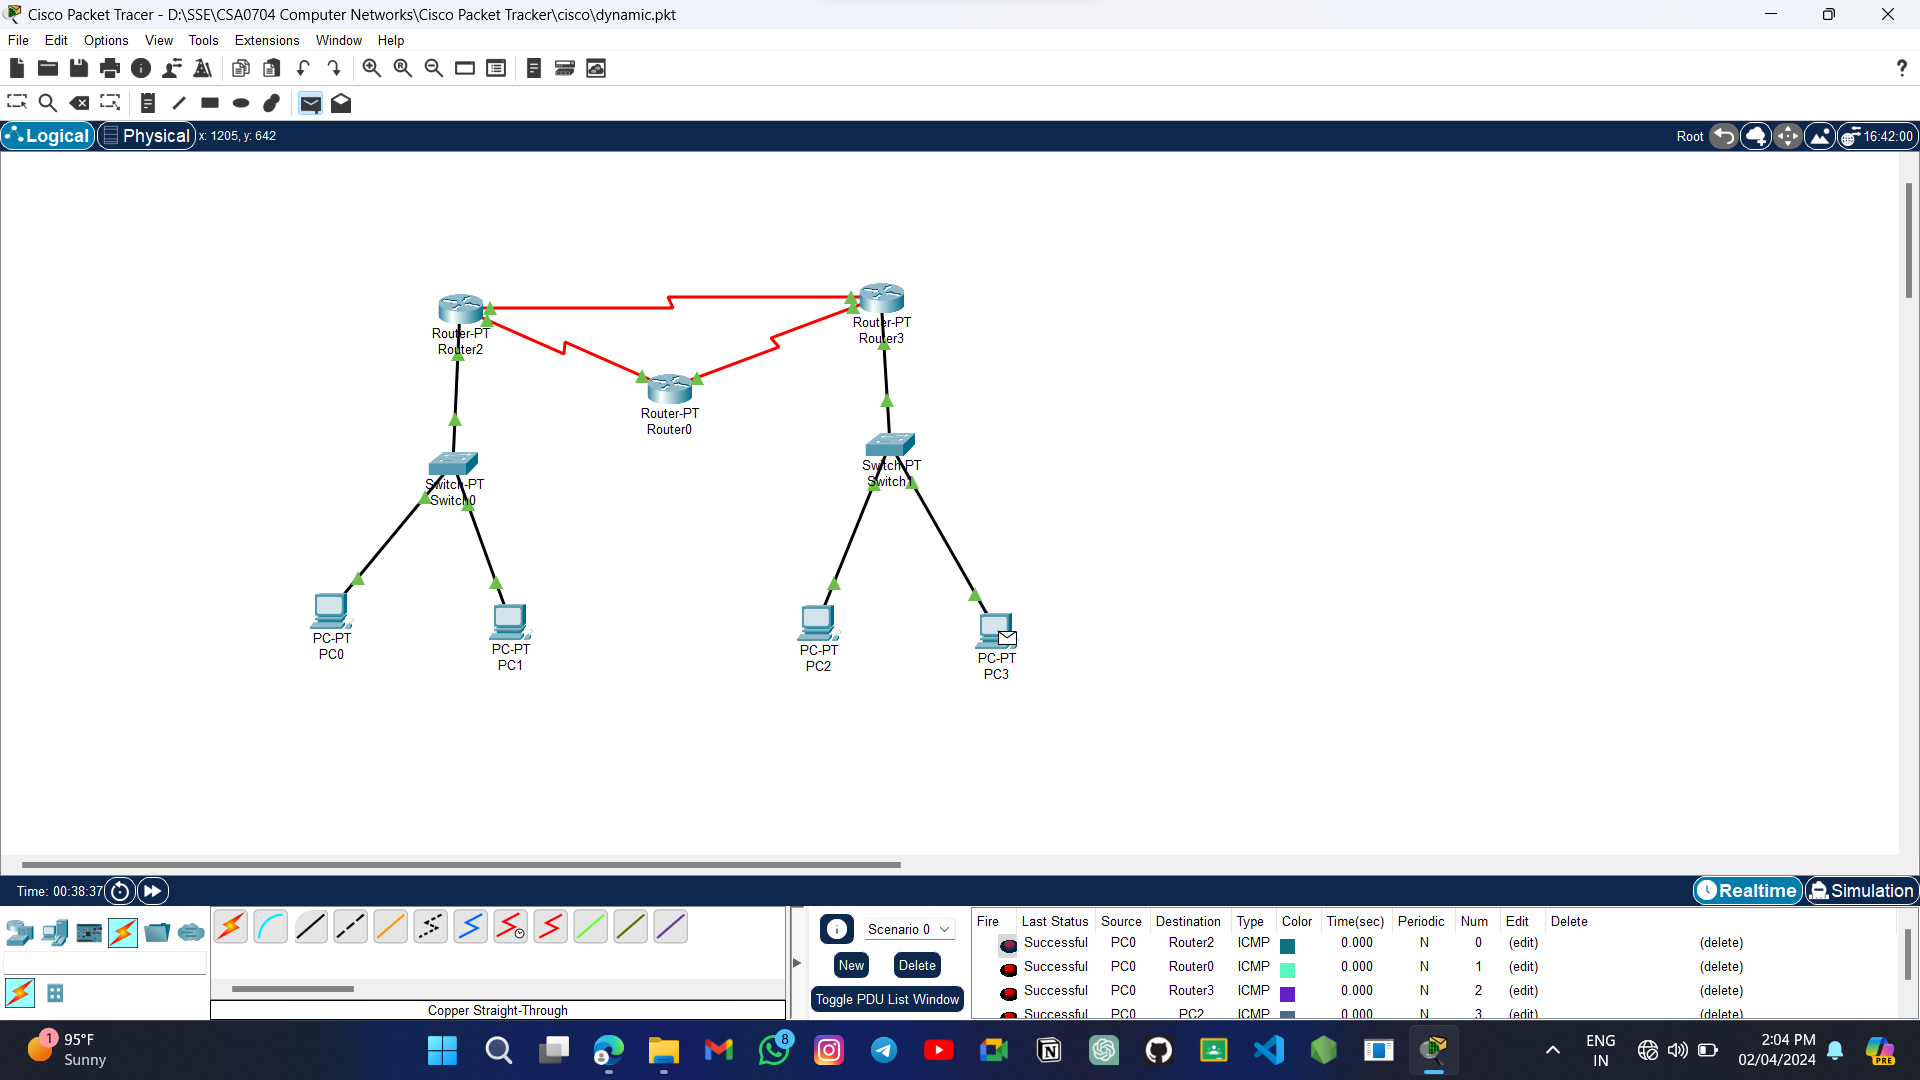 Cisco Packet Tracer - D:\SSE\CSA0704 Computer Networks\Cisco Packet Tracker\cisco\dynamic.pkt
File Edit Options View Tools Extensions Window Help
?
Logical Physical x: 1205, y: 642 Root 16:42:00
Router-PT
Router2
Router-PT
Router3
Router-PT
Router0
Switch-PT
Switch0
Switch-PT
Switch1
PC-PT
PC0
PC-PT
PC1
PC-PT
PC2
PC-PT
PC3
Time: 00:38:37 Realtime Simulation
Copper Straight-Through
Scenario 0
New Delete
Toggle PDU List Window
Fire Last Status Source Destination Type Color Time(sec) Periodic Num Edit Delete
Successful PC0 Router2 ICMP 0.000 N 0 (edit) (delete)
Successful PC0 Router0 ICMP 0.000 N 1 (edit) (delete)
Successful PC0 Router3 ICMP 0.000 N 2 (edit) (delete)
Successful PC0 PC2 ICMP 0.000 N 3 (edit) (delete)
1 95°F
Sunny
8
ENG
IN
2:04 PM
02/04/2024
PRE